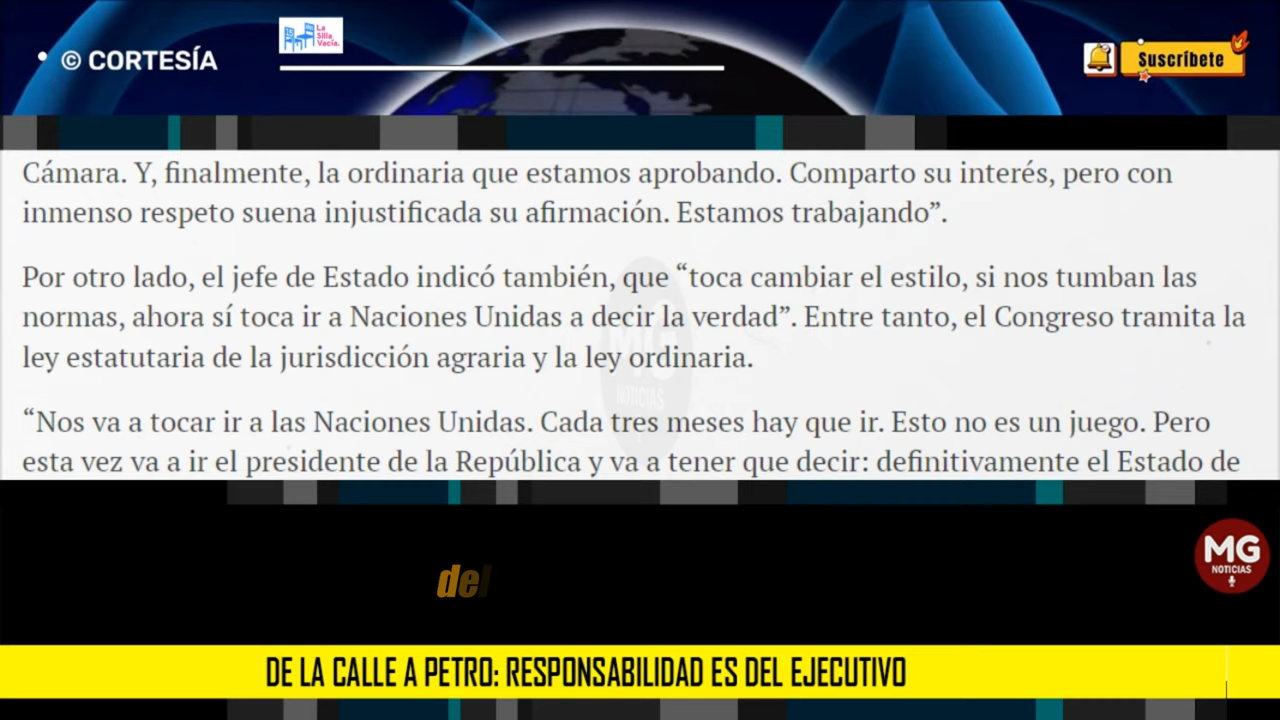 © CORTESÍA
La
Silla
Vacía.
Suscríbete
Cámara. Y, finalmente, la ordinaria que estamos aprobando. Comparto su interés, pero con
inmenso respeto suena injustificada su afirmación. Estamos trabajando”.
Por otro lado, el jefe de Estado indicó también, que “toca cambiar el estilo, si nos tumban las
normas, ahora sí toca ir a Naciones Unidas a decir la verdad”. Entre tanto, el Congreso tramita la
ley estatutaria de la jurisdicción agraria y la ley ordinaria.
MG
NOTICIAS
“Nos va a tocar ir a las Naciones Unidas. Cada tres meses hay que ir. Esto no es un juego. Pero
esta vez va a ir el presidente de la República y va a tener que decir: definitivamente el Estado de
MG
NOTICIAS
del
DE LA CALLE A PETRO: RESPONSABILIDAD ES DEL EJECUTIVO